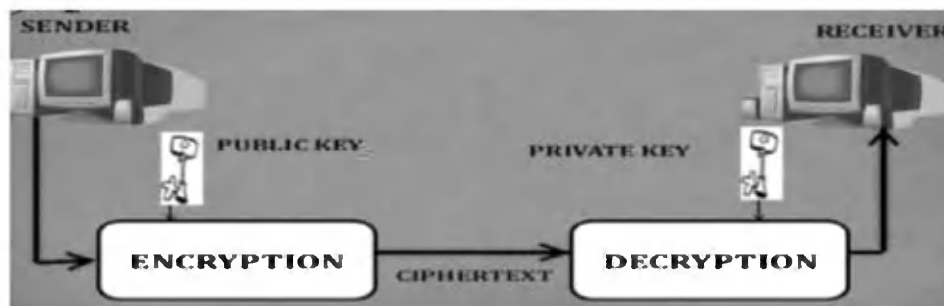 SENDER
RECEIVER
PUBLIC KEY
PRIVATE KEY
ENCRYPTION
CIPHERTEXT
DECRYPTION